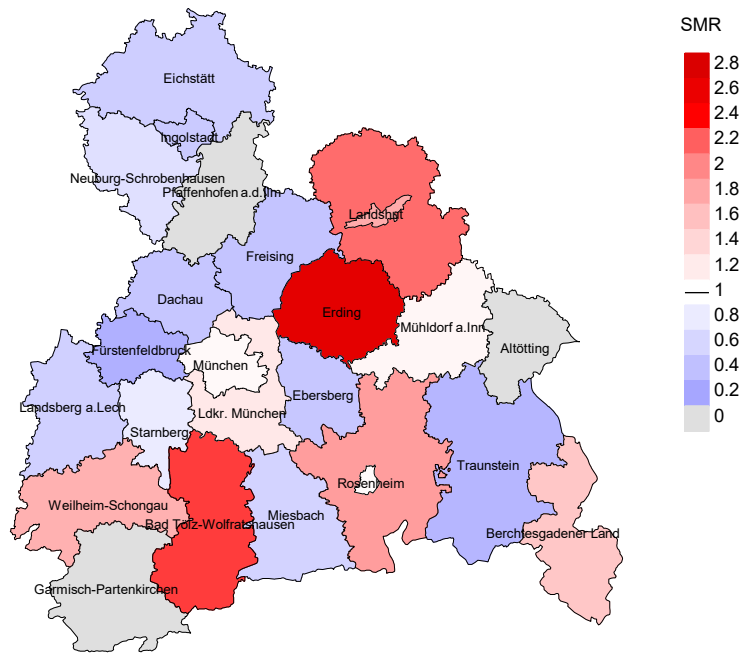 SMR
2.8
2.6
2.4
2.2
2
1.8
1.6
1.4
1.2
1
0.8
0.6
0.4
0.2
0
Eichstätt
Ingolstadt
Neuburg-Schrobenhausen
Pfaffenhofen a.d.Ilm
Landshut
Freising
Dachau
Erding
Mühldorf a.Inn
Altötting
Fürstenfeldbruck
München
Ebersberg
Landsberg a.Lech
Ldkr. München
Starnberg
Traunstein
Rosenheim
Weilheim-Schongau
Miesbach
Bad Tölz-Wolfratshausen
Berchtesgadener Land
Garmisch-Partenkirchen